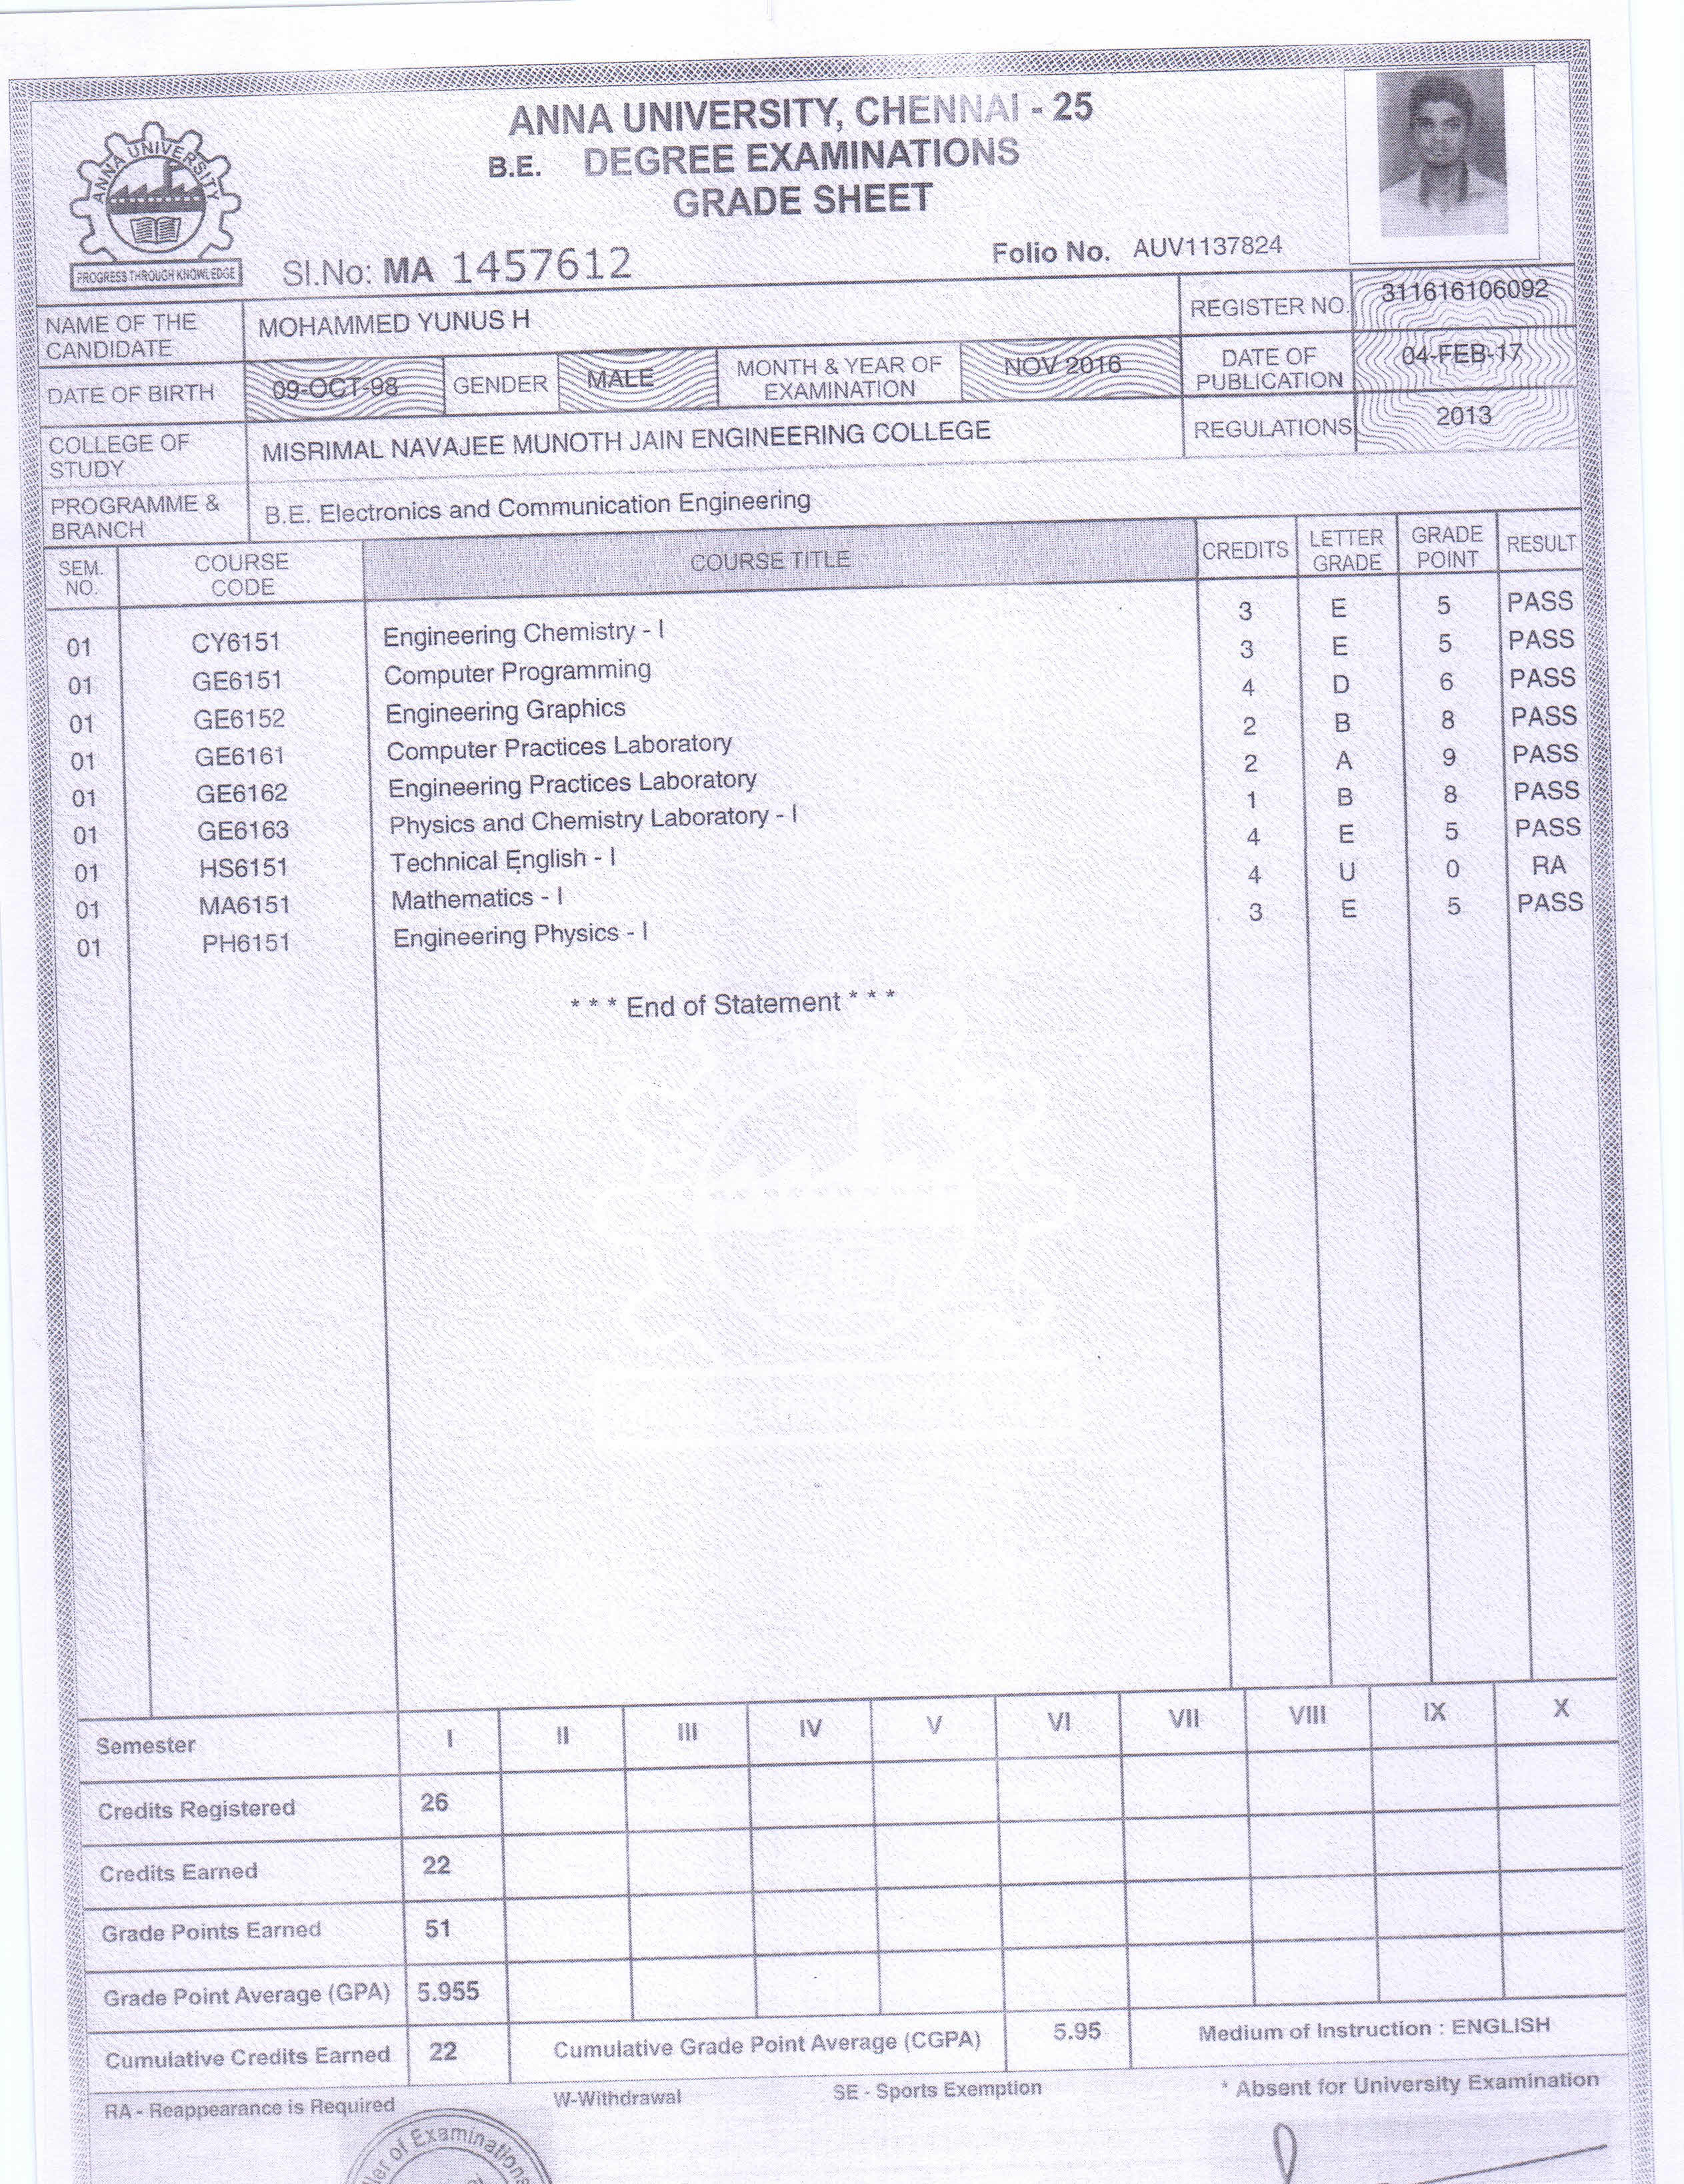 ANNA UNIVERSITY, CHENNAI - 25
B.E. DEGREE EXAMINATIONS
GRADE SHEET
ANNA UNIVERSITY
PROGRESS THROUGH KNOWLEDGE
Sl.No: MA 1457612
Folio No. AUV1137824
NAME OF THE CANDIDATE MOHAMMED YUNUS H REGISTER NO. 311616106092
DATE OF BIRTH 09-OCT-98 GENDER MALE MONTH & YEAR OF EXAMINATION NOV 2016 DATE OF PUBLICATION 04-FEB-17
COLLEGE OF STUDY MISRIMAL NAVAJEE MUNOTH JAIN ENGINEERING COLLEGE REGULATIONS 2013
PROGRAMME & BRANCH B.E. Electronics and Communication Engineering
SEM. NO. COURSE CODE COURSE TITLE CREDITS LETTER GRADE GRADE POINT RESULT
01 CY6151 Engineering Chemistry - I 3 E 5 PASS
01 GE6151 Computer Programming 3 E 5 PASS
01 GE6152 Engineering Graphics 4 D 6 PASS
01 GE6161 Computer Practices Laboratory 2 B 8 PASS
01 GE6162 Engineering Practices Laboratory 2 A 9 PASS
01 GE6163 Physics and Chemistry Laboratory - I 1 B 8 PASS
01 HS6151 Technical English - I 4 E 5 PASS
01 MA6151 Mathematics - I 4 U 0 RA
01 PH6151 Engineering Physics - I 3 E 5 PASS
* * * End of Statement * * *
Semester I II III IV V VI VII VIII IX X
Credits Registered 26
Credits Earned 22
Grade Points Earned 51
Grade Point Average (GPA) 5.955
Cumulative Credits Earned 22 Cumulative Grade Point Average (CGPA) 5.95 Medium of Instruction : ENGLISH
RA - Reappearance is Required W-Withdrawal SE - Sports Exemption * Absent for University Examination
of Examinations